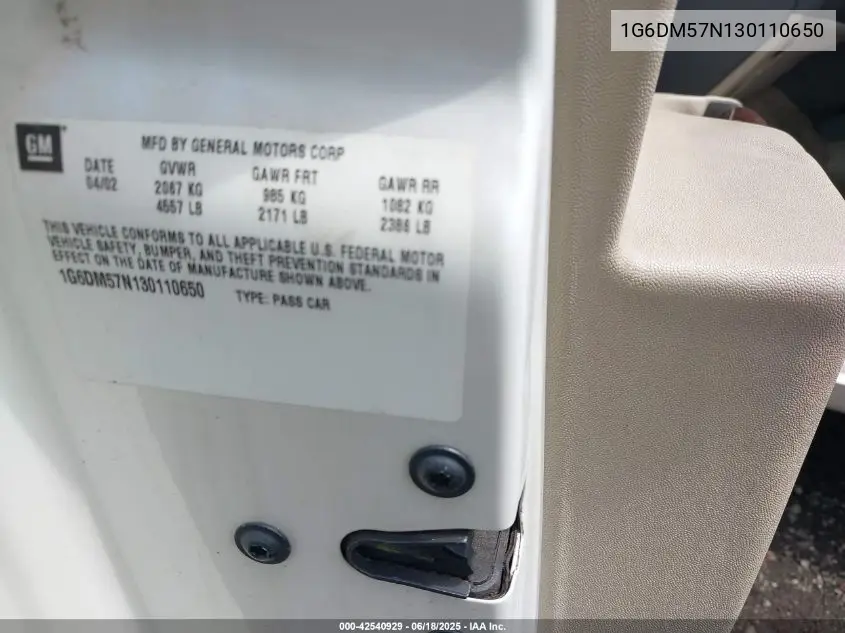 1G6DM57N130110650
GM
MFD BY GENERAL MOTORS CORP
DATE GVWR GAWR FRT GAWR RR
04/02 2067 KG 985 KG 1082 KG
4557 LB 2171 LB 2386 LB
THIS VEHICLE CONFORMS TO ALL APPLICABLE U.S. FEDERAL MOTOR
VEHICLE SAFETY, BUMPER, AND THEFT PREVENTION STANDARDS IN
EFFECT ON THE DATE OF MANUFACTURE SHOWN ABOVE.
1G6DM57N130110650 TYPE: PASS CAR
000-42540929 - 06/18/2025 - IAA Inc.